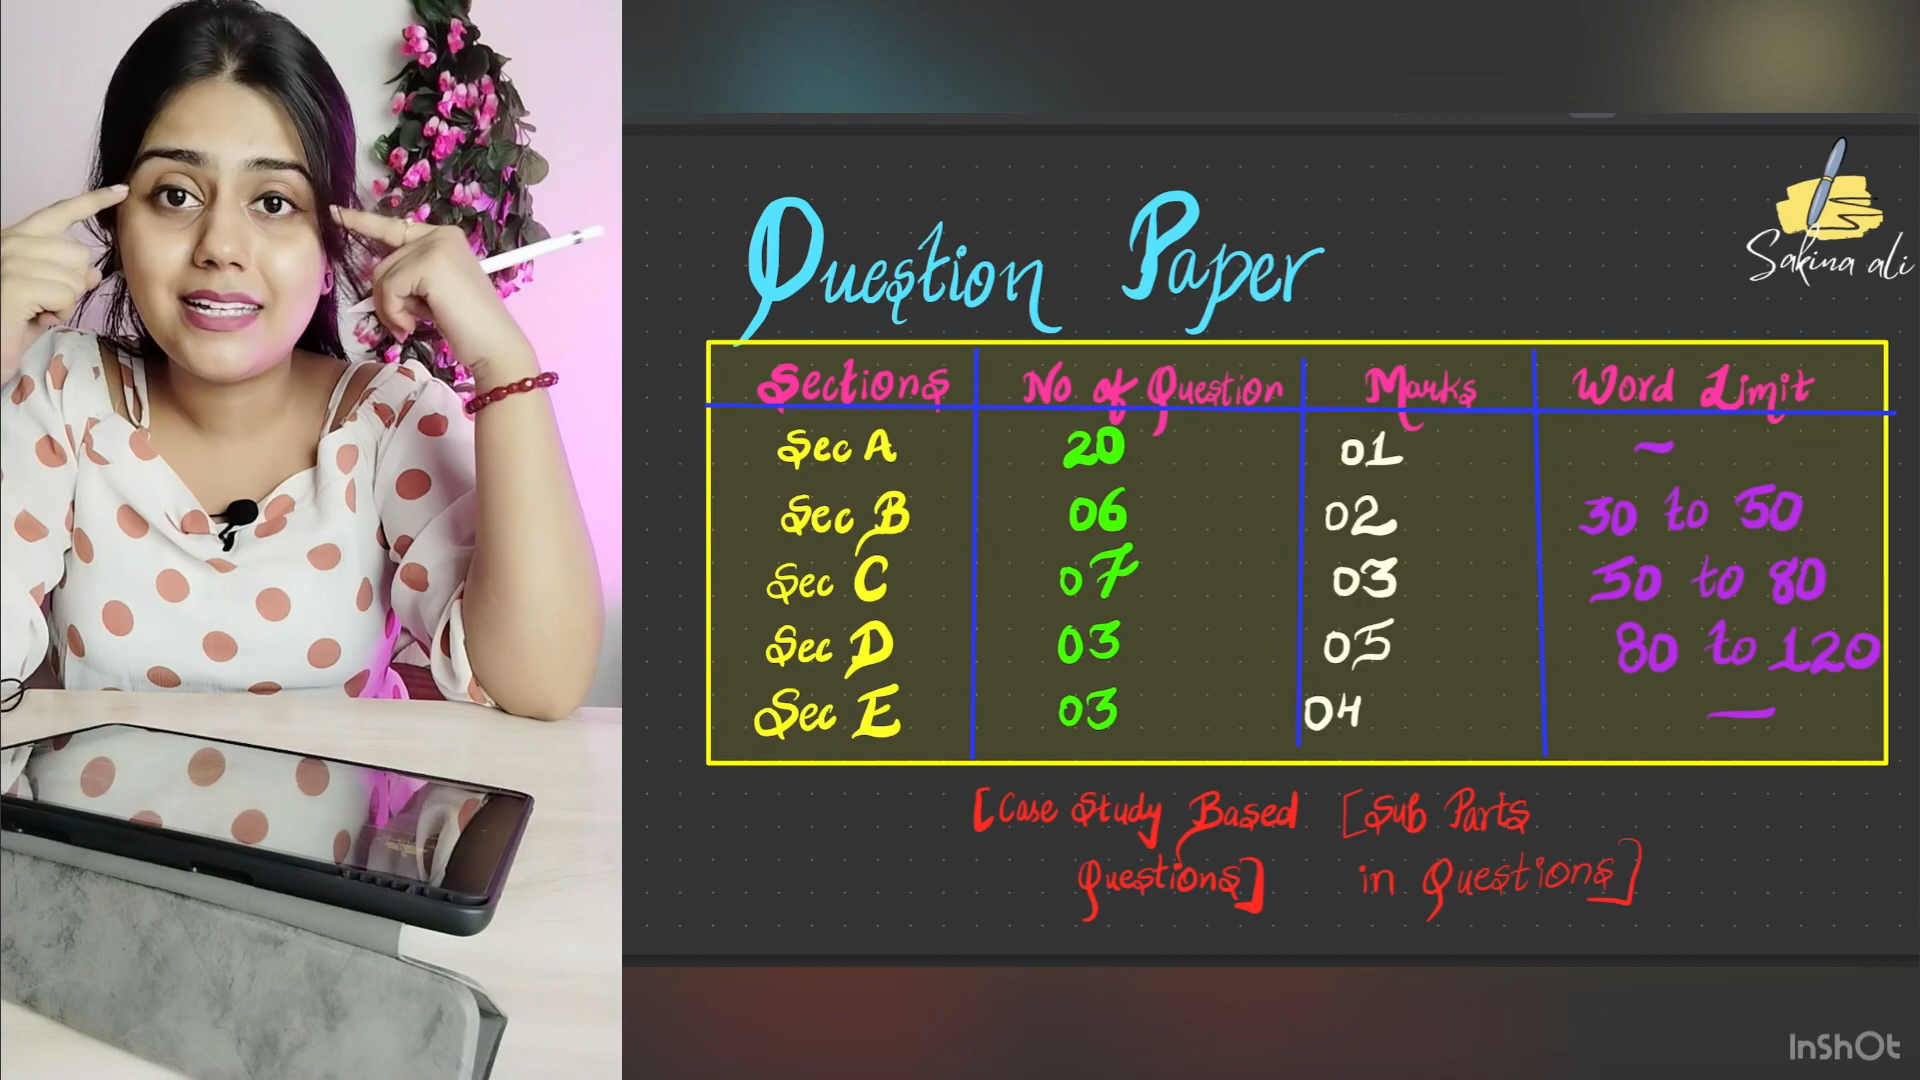 Sakina ali
Question Paper
Sections No of Question Marks Word Limit
Sec A 20 01 ~
Sec B 06 02 30 to 50
Sec C 07 03 50 to 80
Sec D 03 05 80 to 120
Sec E 03 04 —
[Case Study Based [Sub Parts
Questions] in Questions]
InShOt